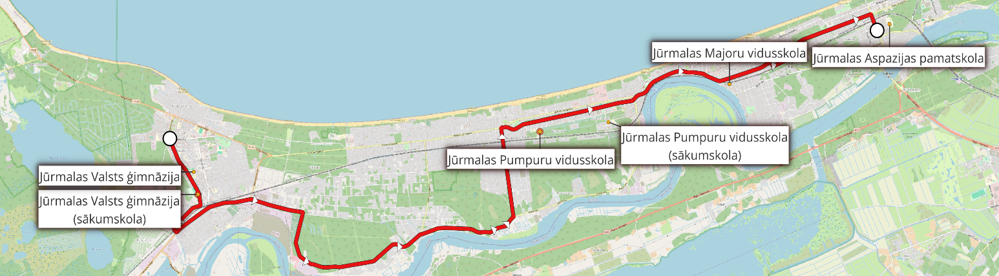 Jūrmalas Majoru vidusskola
Jūrmalas Aspazijas pamatskola
Jūrmalas Pumpuru vidusskola
(sākumskola)
Jūrmalas Pumpuru vidusskola
Jūrmalas Valsts ģimnāzija
Jūrmalas Valsts ģimnāzija
(sākumskola)